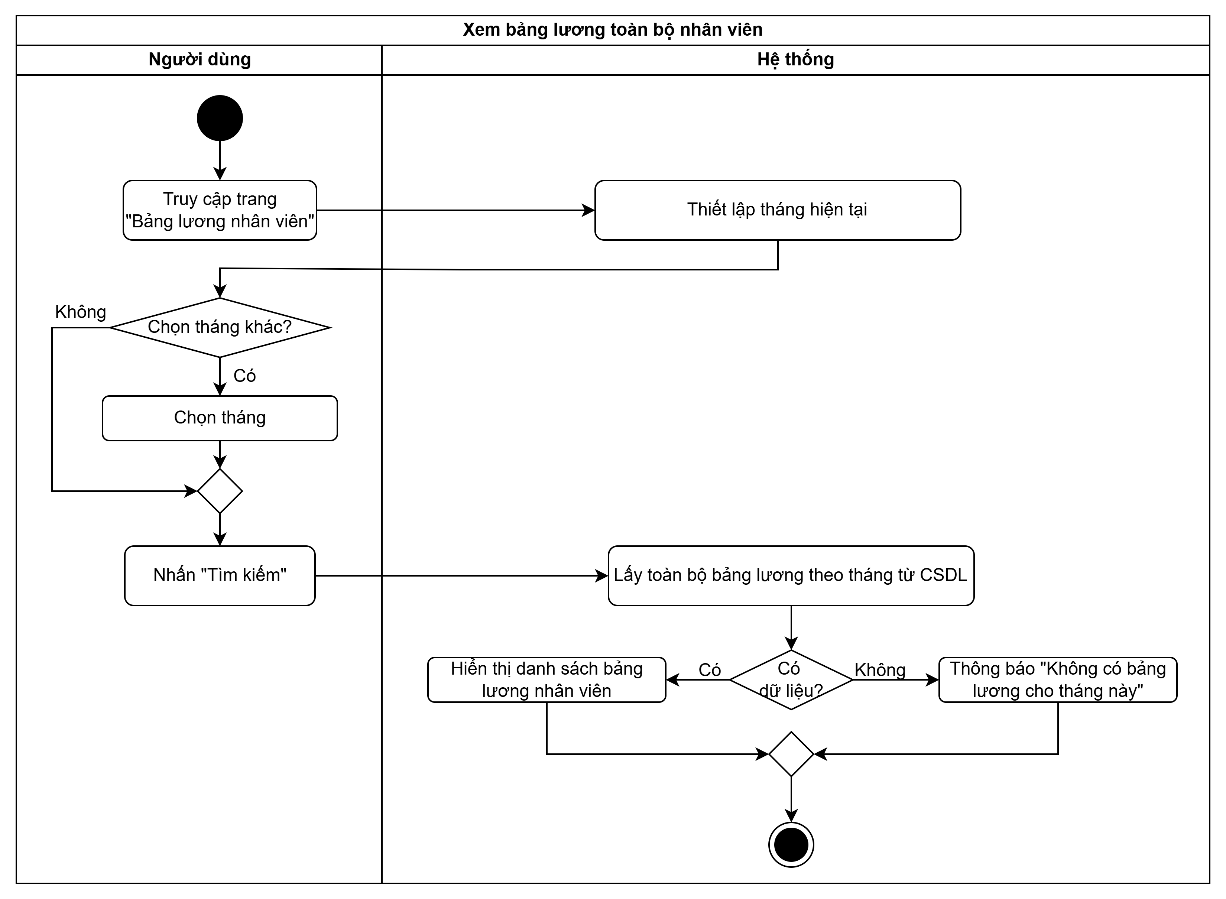 Xem bảng lương toàn bộ nhân viên
Người dùng
Hệ thống
Truy cập trang
"Bảng lương nhân viên"
Thiết lập tháng hiện tại
Không
Chọn tháng khác?
Có
Chọn tháng
Nhấn "Tìm kiếm"
Lấy toàn bộ bảng lương theo tháng từ CSDL
Hiển thị danh sách bảng
lương nhân viên
Có
Có
dữ liệu?
Không
Thông báo "Không có bảng
lương cho tháng này"